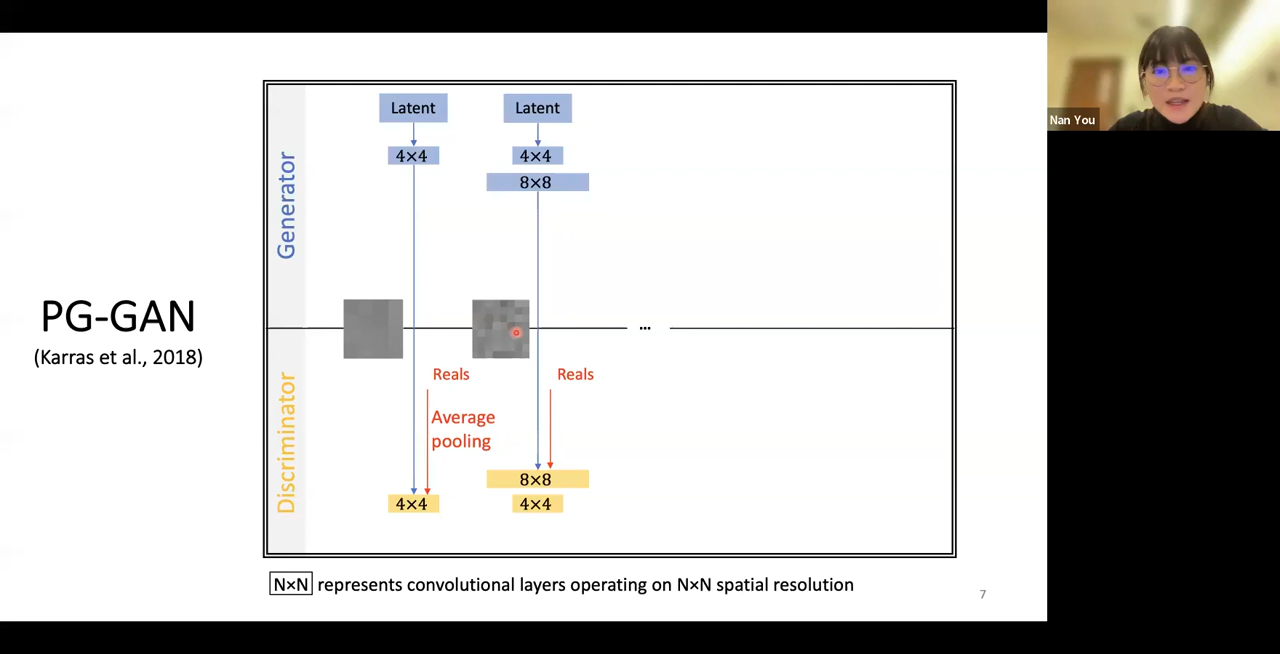 PG-GAN
(Karras et al., 2018)
Generator
Discriminator
Latent
4×4
Latent
4×4
8×8
...
Reals
Average
pooling
4×4
Reals
8×8
4×4
N×N represents convolutional layers operating on N×N spatial resolution
7
Nan You